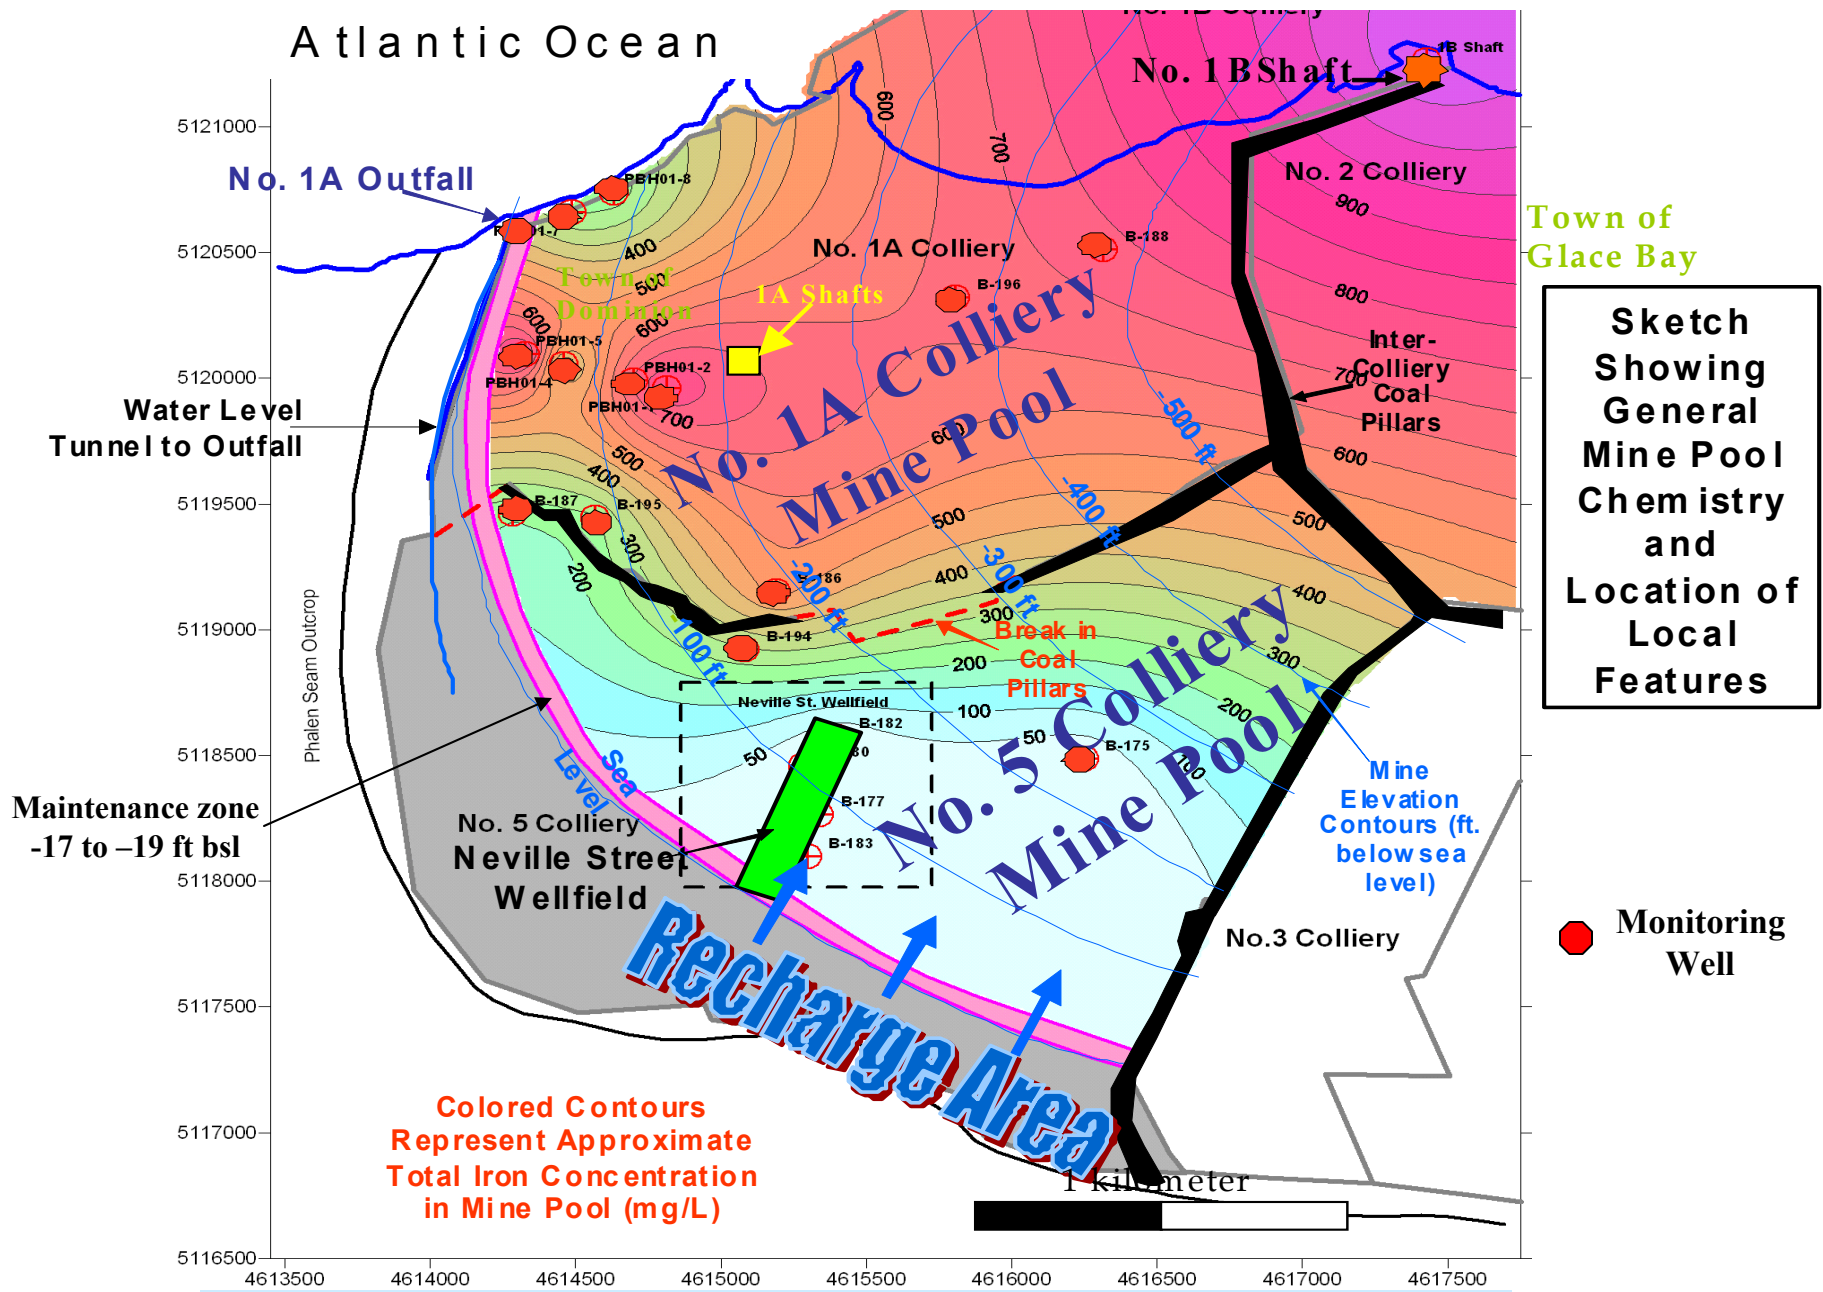 Atlantic Ocean
No. 1B Colliery
1B Shaft
No. 1 B Shaft
5121000
600
700
No. 2 Colliery
No. 1A Outfall
PBH01-8
900
Town of
Glace Bay
5120500
400
No. 1A Colliery
B-188
Town of
Dominion
500
1A Shafts
B-196
800
600
600
PBH01-5
Inter-
Colliery
Coal
Pillars
700
5120000
PBH01-4
PBH01-2
700
Water Level
Tunnel to Outfall
No. 1A Colliery
Mine Pool
-500 ft
600
600
500
400
5119500
B-187
B-195
-400 ft
500
500
300
200
-300 ft
400
400
-200 ft
300
Phalen Seam Outcrop
5119000
-100 ft
B-194
Break in
Coal
Pillars
200
300
Neville St. Wellfield
100
200
B-182
50
B-175
100
5118500
50
Sea
Level
No. 5 Colliery
Mine Pool
Mine
Elevation
Contours (ft.
below sea
level)
Maintenance zone
-17 to –19 ft bsl
B-177
B-183
No. 5 Colliery
Neville Street
Wellfield
5118000
No.3 Colliery
Recharge Area
5117500
5117000
5116500
Colored Contours
Represent Approximate
Total Iron Concentration
in Mine Pool (mg/L)
1 kilometer
4613500 4614000 4614500 4615000 4615500 4616000 4616500 4617000 4617500
Sketch
Showing
General
Mine Pool
Chemistry
and
Location of
Local
Features
Monitoring
Well